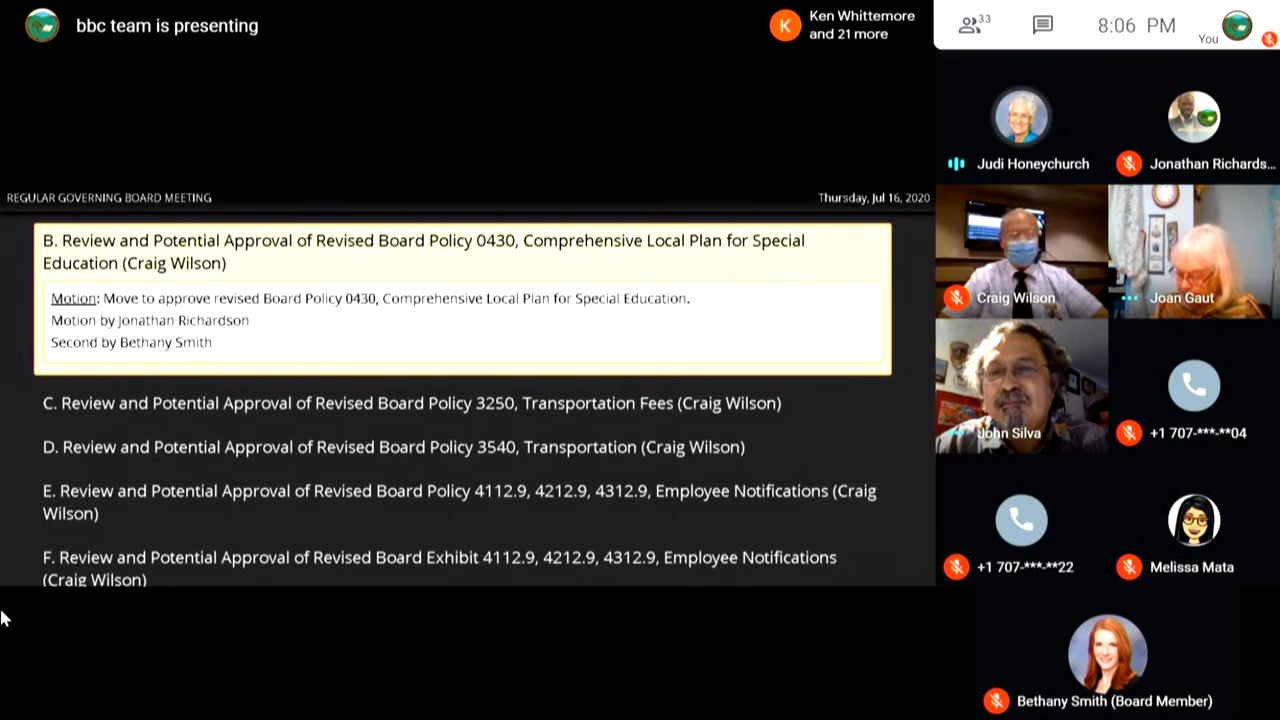 bbc team is presenting
K
Ken Whittemore
and 21 more
33
8:06 PM
You
Judi Honeychurch
Jonathan Richards...
REGULAR GOVERNING BOARD MEETING
Thursday, Jul 16, 2020
B. Review and Potential Approval of Revised Board Policy 0430, Comprehensive Local Plan for Special
Education (Craig Wilson)
Motion: Move to approve revised Board Policy 0430, Comprehensive Local Plan for Special Education.
Motion by Jonathan Richardson
Second by Bethany Smith
C. Review and Potential Approval of Revised Board Policy 3250, Transportation Fees (Craig Wilson)
D. Review and Potential Approval of Revised Board Policy 3540, Transportation (Craig Wilson)
E. Review and Potential Approval of Revised Board Policy 4112.9, 4212.9, 4312.9, Employee Notifications (Craig
Wilson)
F. Review and Potential Approval of Revised Board Exhibit 4112.9, 4212.9, 4312.9, Employee Notifications
(Craig Wilson)
Craig Wilson
Joan Gaut
John Silva
+1 707-***-**04
+1 707-***-**22
Melissa Mata
Bethany Smith (Board Member)